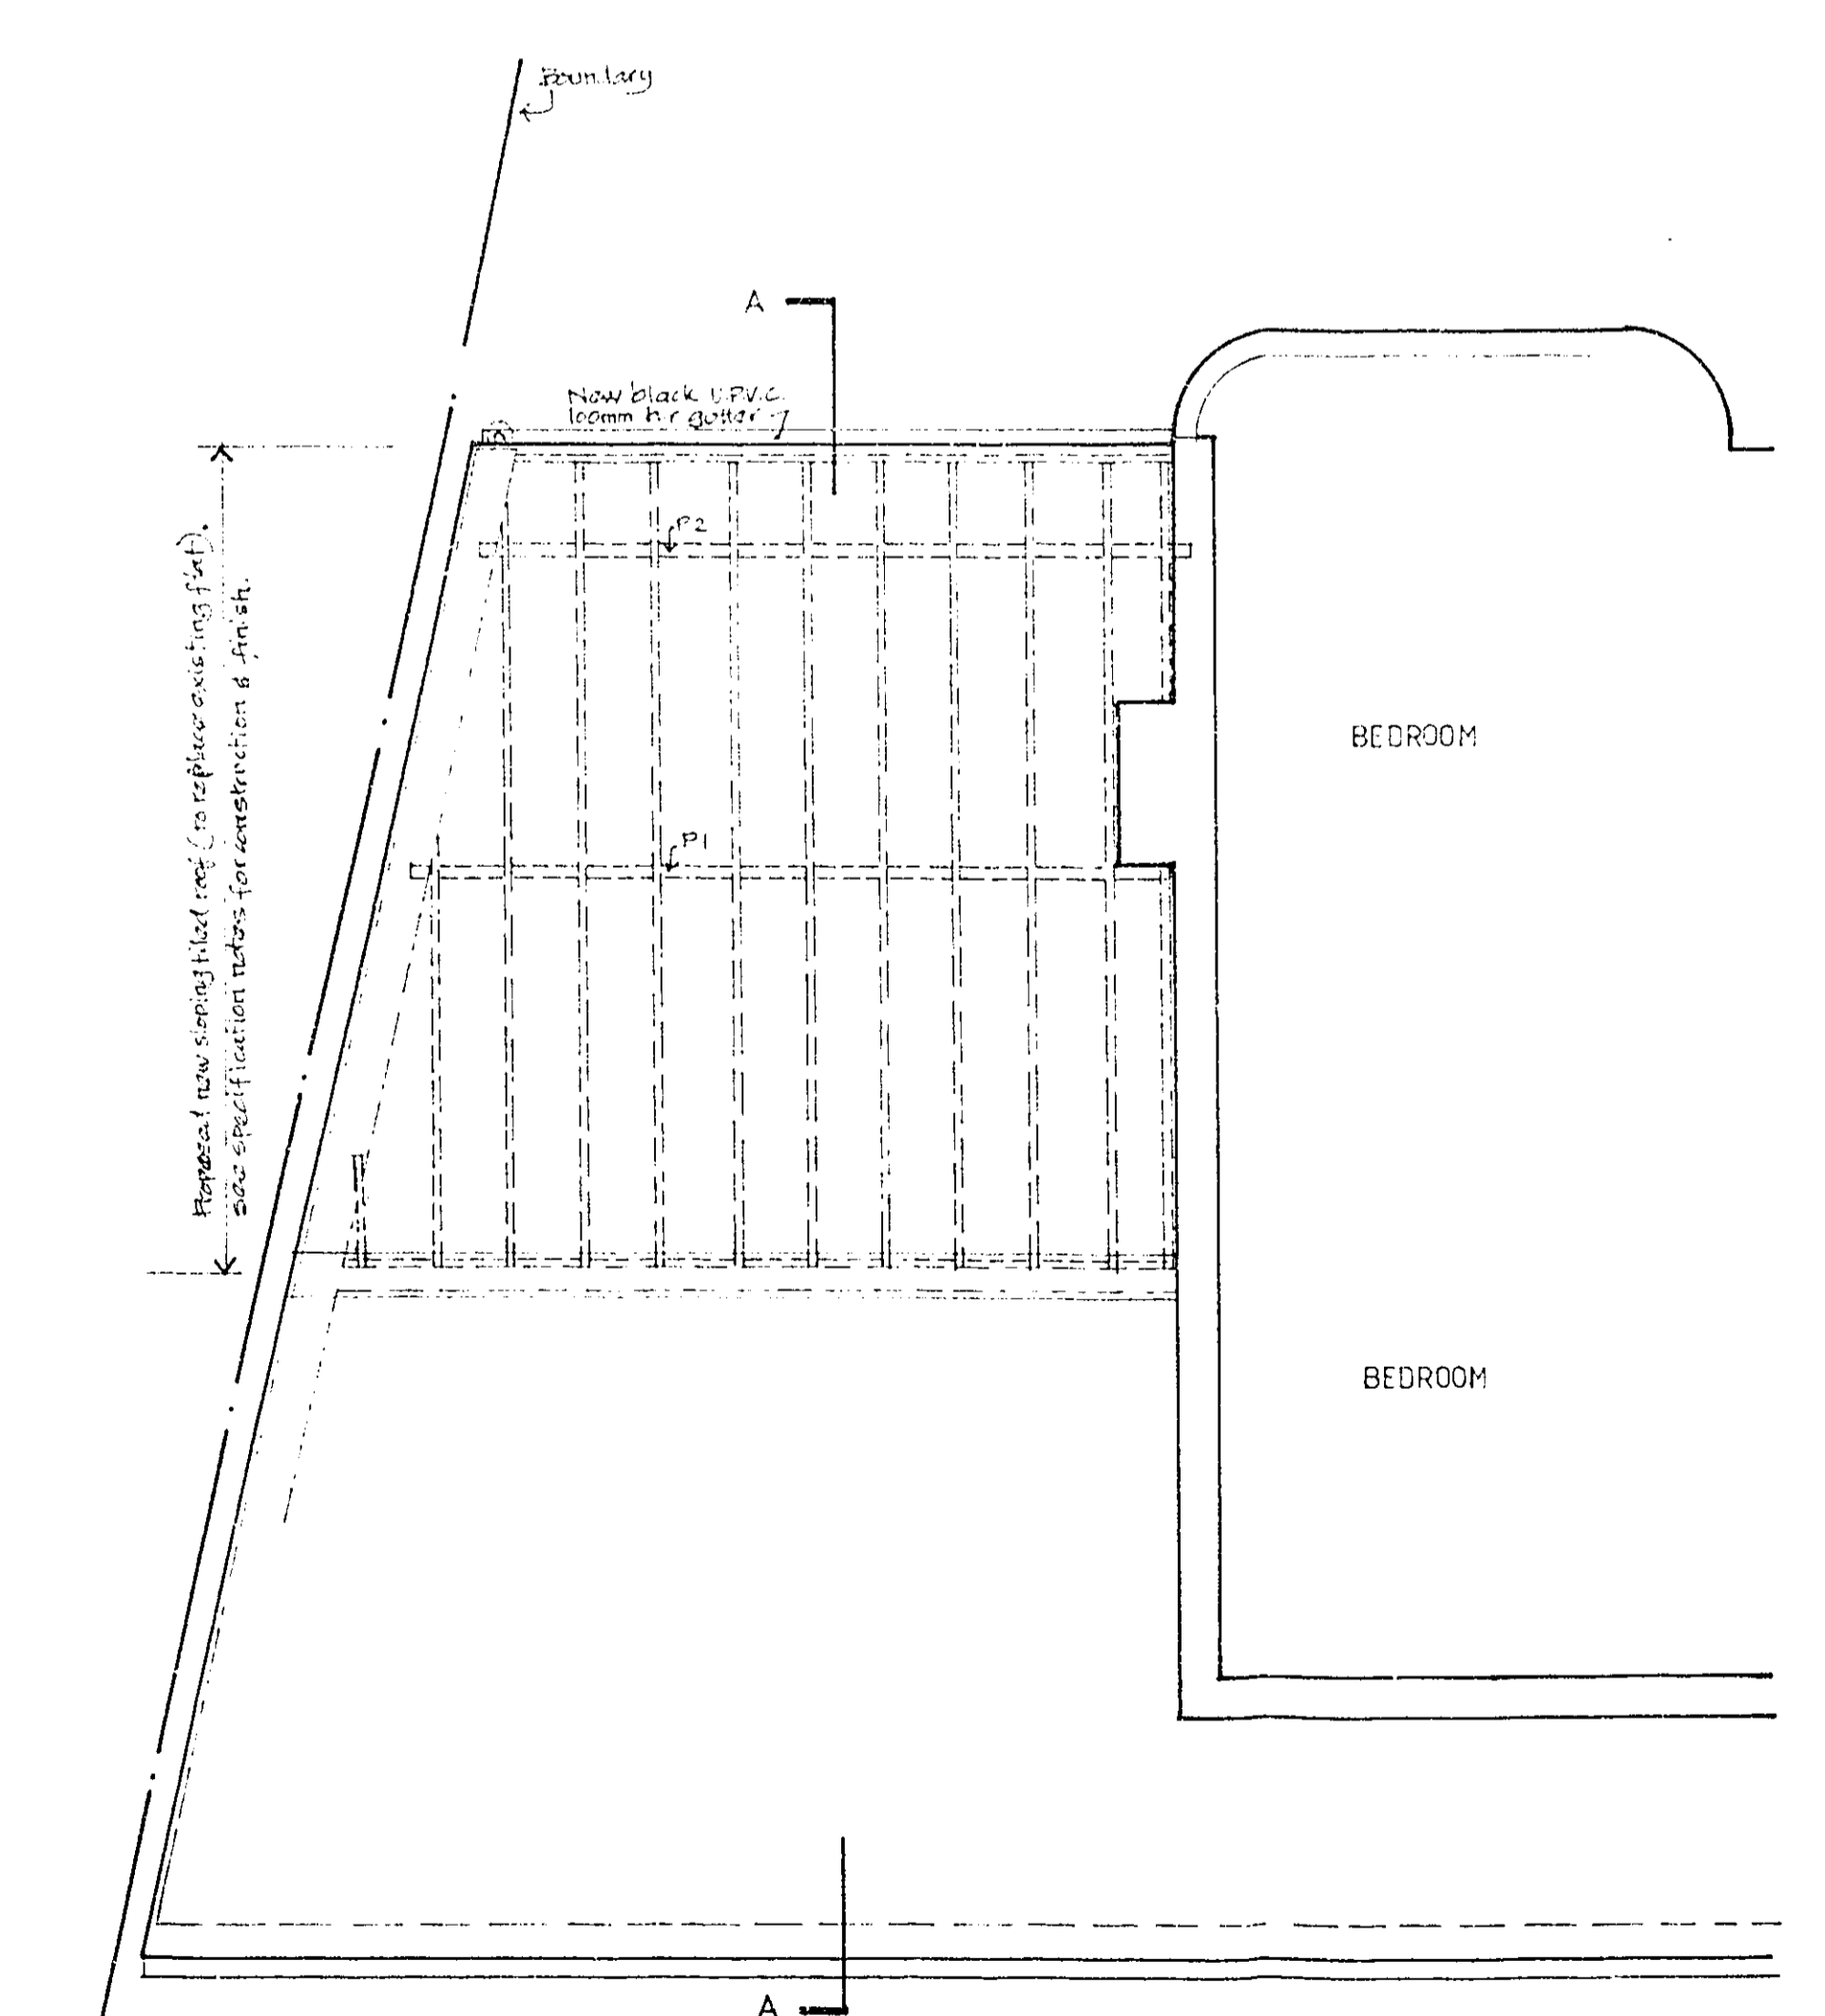 Boundary
A
New black U.P.V.C.
100mm h-r gutter
P2
Proposed new sloping tiled roof (to replace existing flat).
see specification notes for construction & finish.
BEDROOM
P1
BEDROOM
A